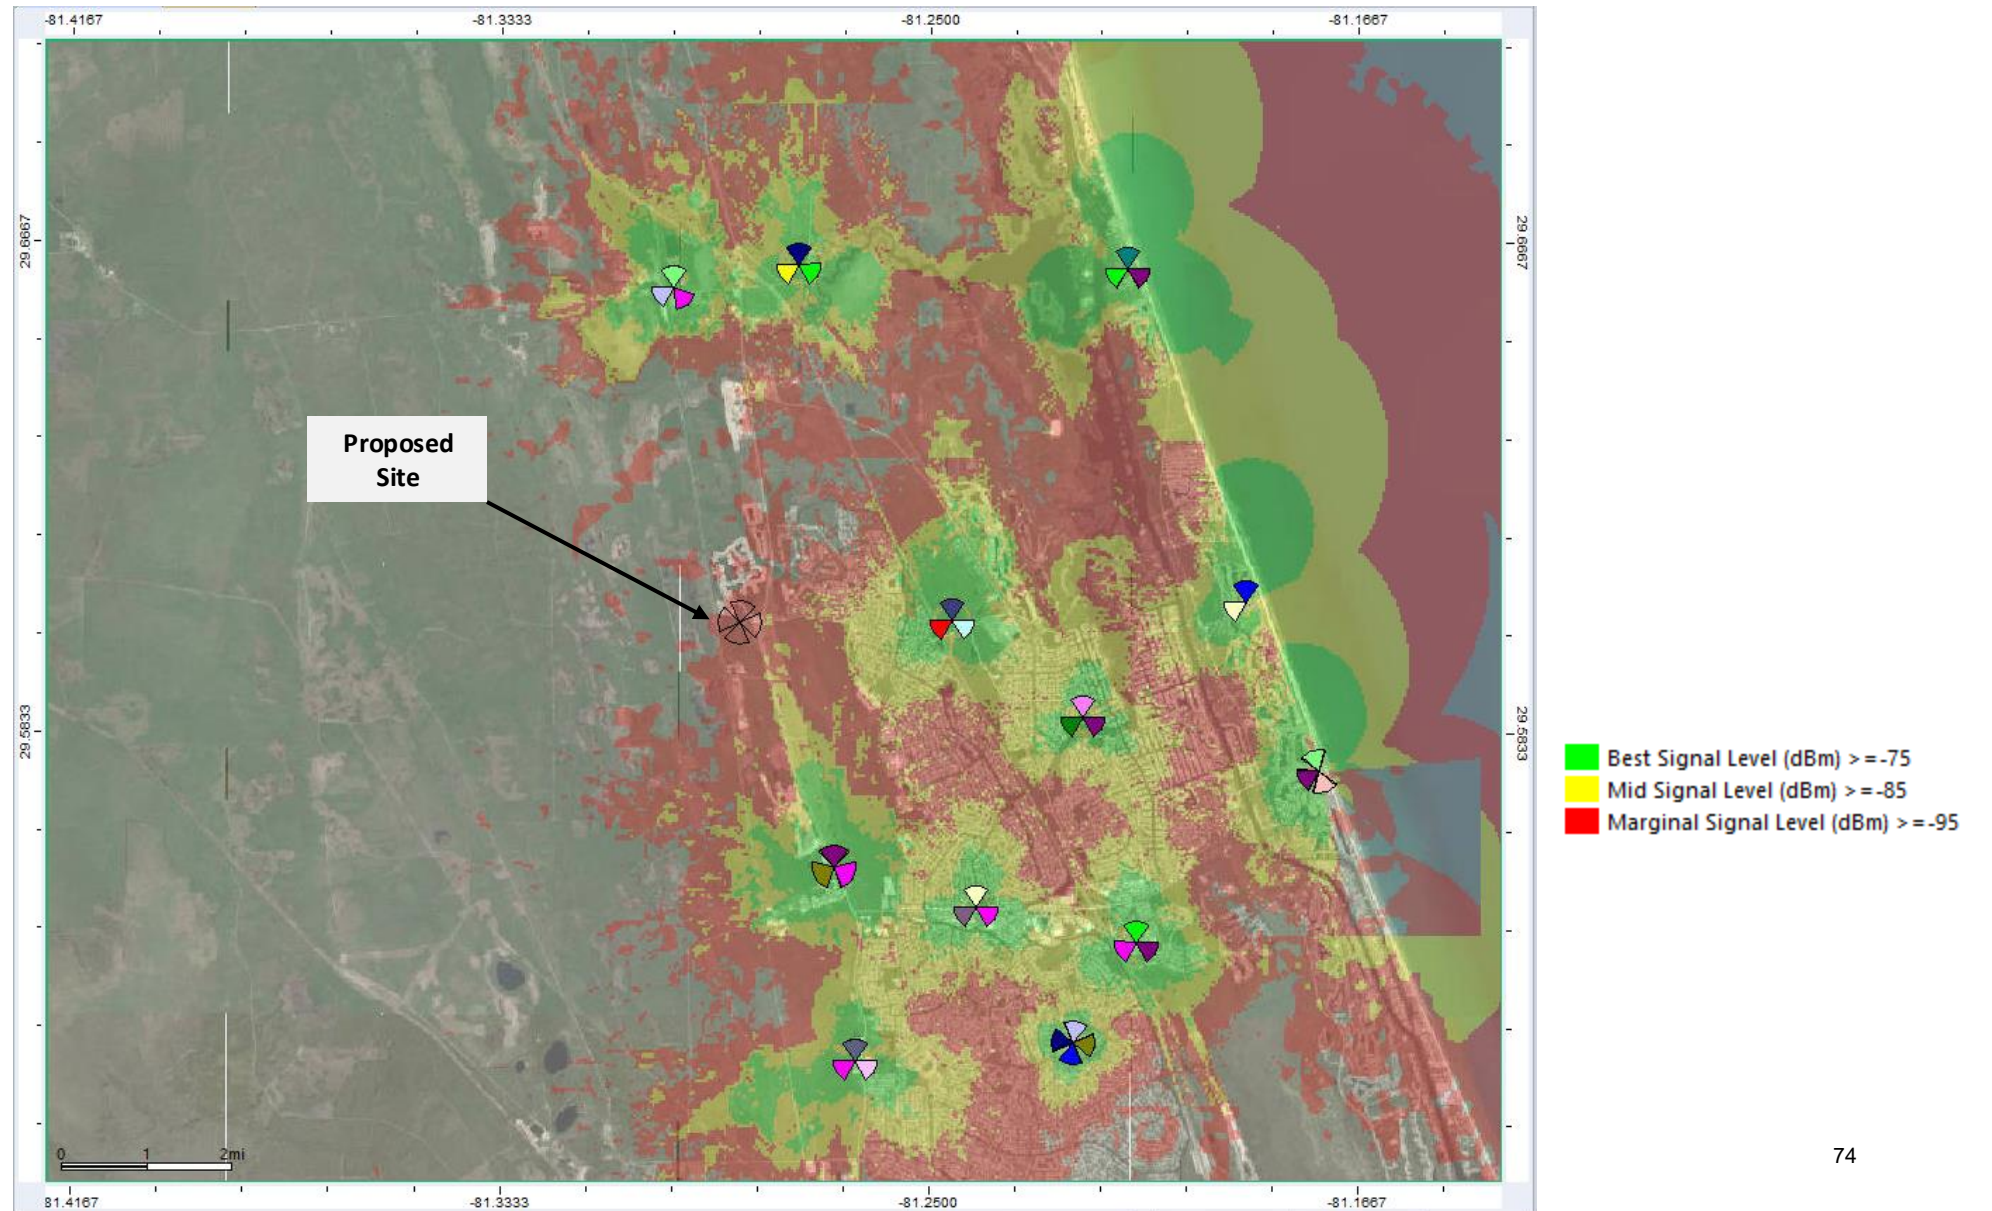 -81.4167 -81.3333 -81.2500 -81.1667
29.6667
29.6667
Proposed
Site
29.5833
29.5833
Best Signal Level (dBm) >=-75
Mid Signal Level (dBm) >=-85
Marginal Signal Level (dBm) >=-95
0 1 2mi
74
81.4167 -81.3333 -81.2500 -81.1667